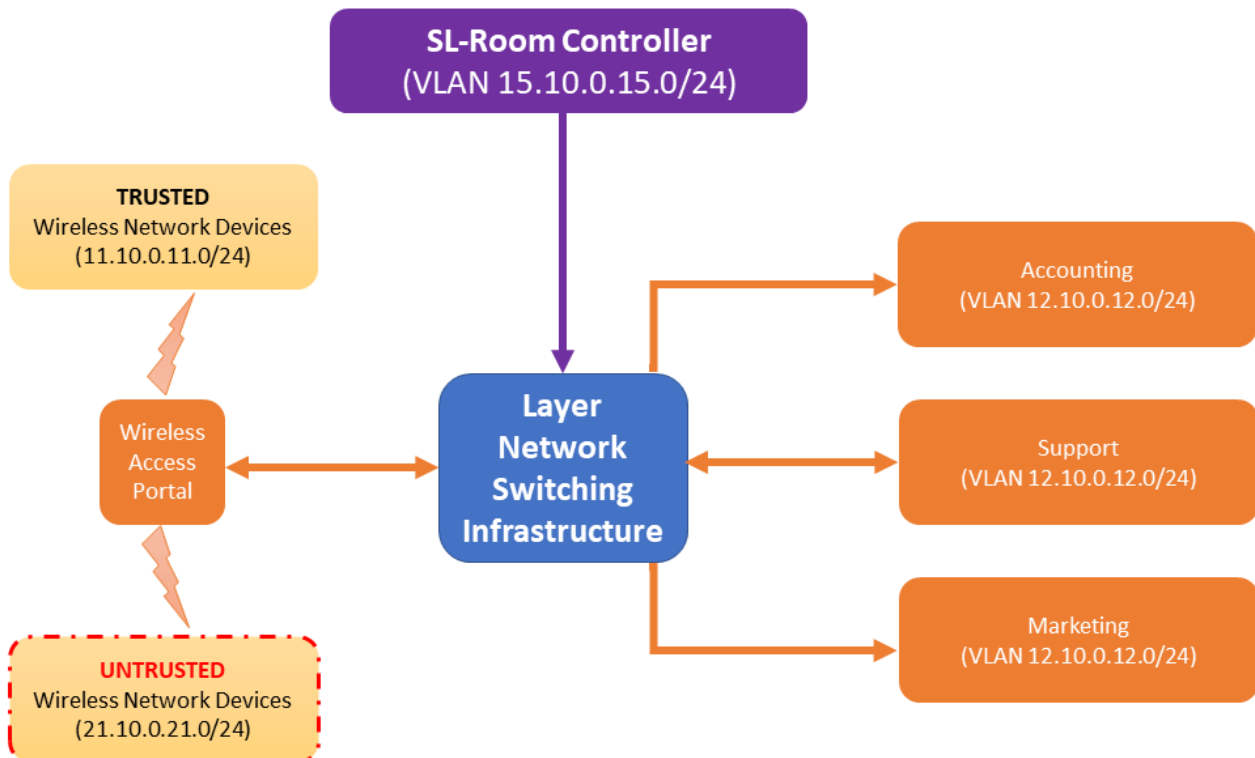 SL-Room Controller
(VLAN 15.10.0.15.0/24)
TRUSTED
Wireless Network Devices
(11.10.0.11.0/24)
Accounting
(VLAN 12.10.0.12.0/24)
Wireless
Access
Portal
Layer
Network
Switching
Infrastructure
Support
(VLAN 12.10.0.12.0/24)
Marketing
(VLAN 12.10.0.12.0/24)
UNTRUSTED
Wireless Network Devices
(21.10.0.21.0/24)